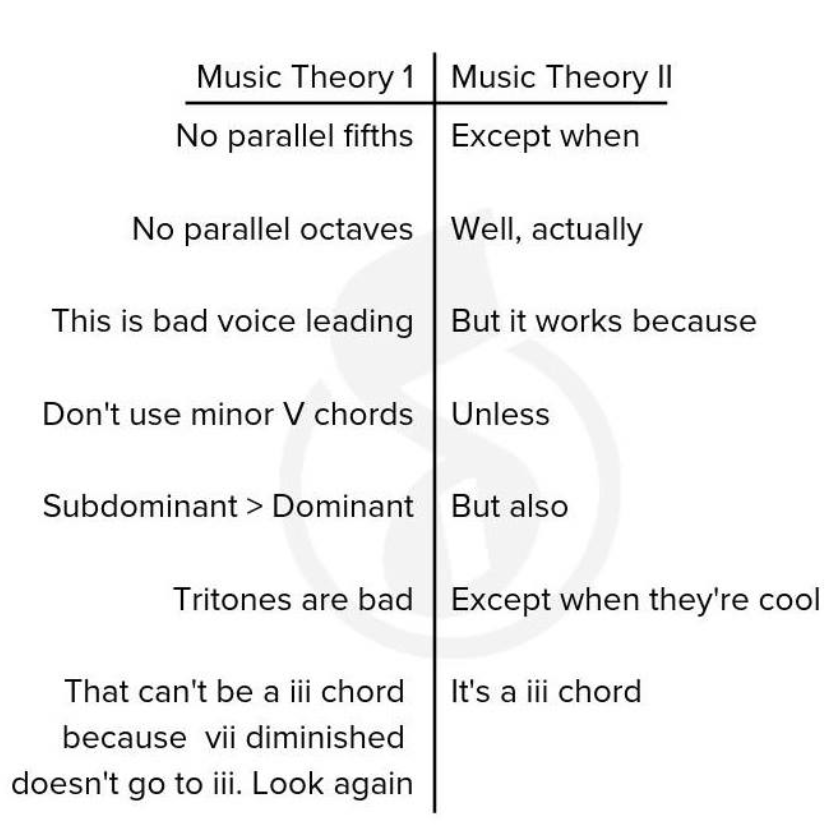 Music Theory 1 | Music Theory II
No parallel fifths | Except when
No parallel octaves | Well, actually
This is bad voice leading | But it works because
Don't use minor V chords | Unless
Subdominant > Dominant | But also
Tritones are bad | Except when they're cool
That can't be a iii chord | It's a iii chord
because vii diminished
doesn't go to iii. Look again